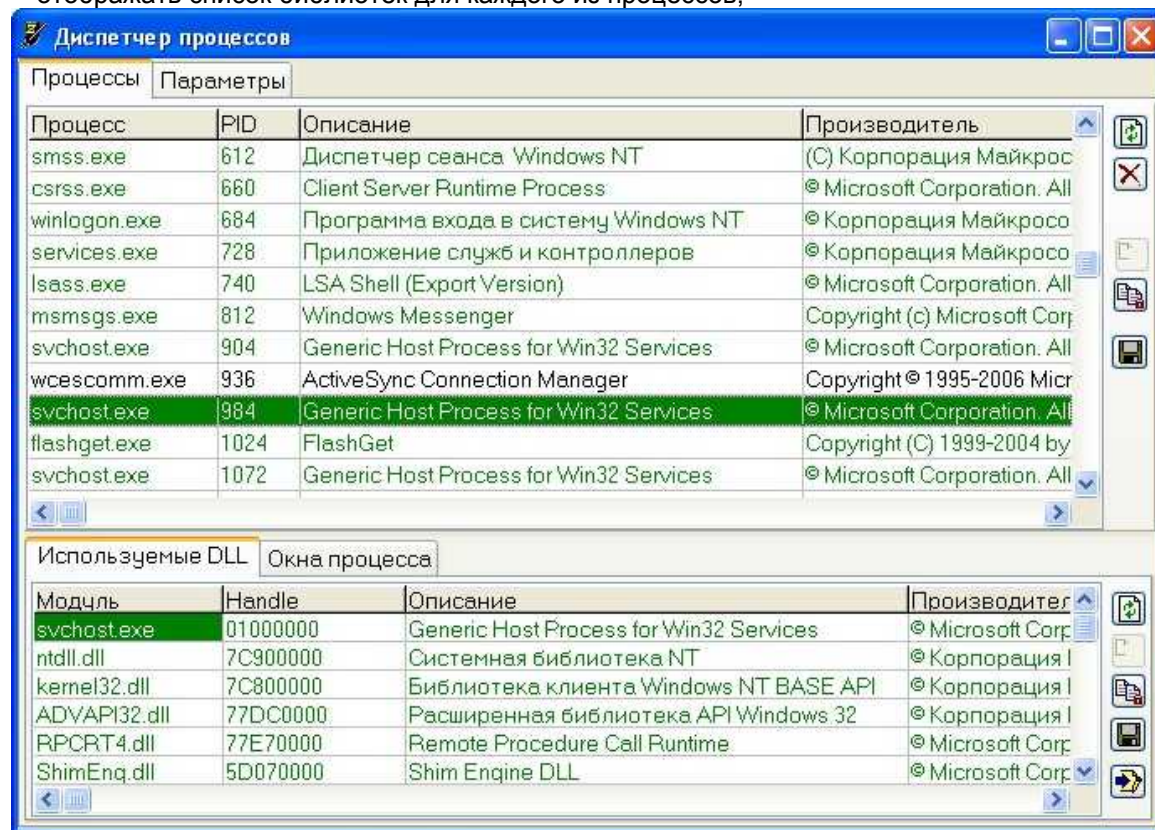 отображать список библиотек для каждого из процессов;
Диспетчер процессов
Процессы Параметры
Процесс PID Описание Производитель
smss.exe 612 Диспетчер сеанса Windows NT (C) Корпорация Майкрос
csrss.exe 660 Client Server Runtime Process © Microsoft Corporation. All
winlogon.exe 684 Программа входа в систему Windows NT © Корпорация Майкросо
services.exe 728 Приложение служб и контроллеров © Корпорация Майкросо
lsass.exe 740 LSA Shell (Export Version) © Microsoft Corporation. All
msmsgs.exe 812 Windows Messenger Copyright (c) Microsoft Corp
svchost.exe 904 Generic Host Process for Win32 Services © Microsoft Corporation. All
wcescomm.exe 936 ActiveSync Connection Manager Copyright © 1995-2006 Micr
svchost.exe 984 Generic Host Process for Win32 Services © Microsoft Corporation. All
flashget.exe 1024 FlashGet Copyright (C) 1999-2004 by
svchost.exe 1072 Generic Host Process for Win32 Services © Microsoft Corporation. All
Используемые DLL Окна процесса
Модуль Handle Описание Производител
svchost.exe 01000000 Generic Host Process for Win32 Services © Microsoft Corp
ntdll.dll 7C900000 Системная библиотека NT © Корпорация
kernel32.dll 7C800000 Библиотека клиента Windows NT BASE API © Корпорация
ADVAPI32.dll 77DC0000 Расширенная библиотека API Windows 32 © Корпорация
RPCRT4.dll 77E70000 Remote Procedure Call Runtime © Microsoft Corp
ShimEng.dll 5D070000 Shim Engine DLL © Microsoft Corp